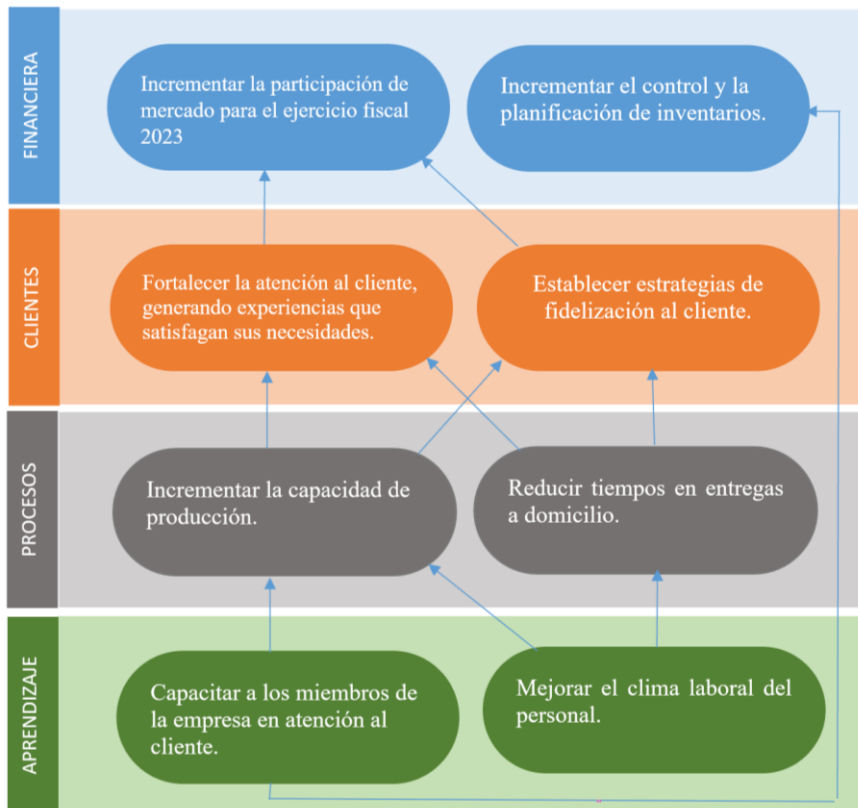 FINANCIERA
Incrementar la participación de
mercado para el ejercicio fiscal
2023
Incrementar el control y la
planificación de inventarios.
CLIENTES
Fortalecer la atención al cliente,
generando experiencias que
satisfagan sus necesidades.
Establecer estrategias de
fidelización al cliente.
PROCESOS
Incrementar la capacidad de
producción.
Reducir tiempos en entregas
a domicilio.
APRENDIZAJE
Capacitar a los miembros de
la empresa en atención al
cliente.
Mejorar el clima laboral del
personal.